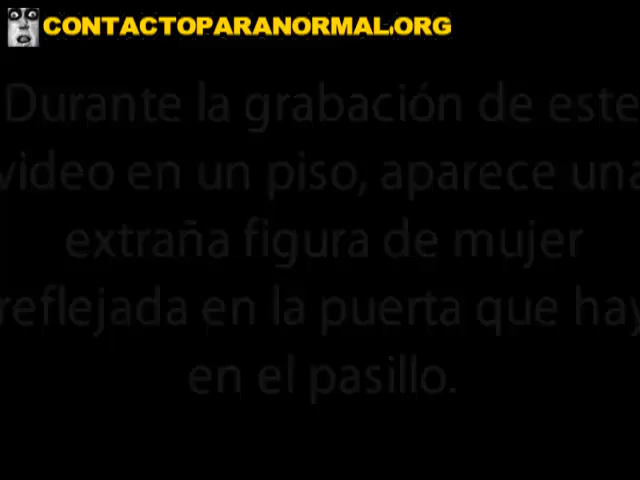 CONTACTOPARANORMAL.ORG
Durante la grabación de este
video en un piso, aparece una
extraña figura de mujer
reflejada en la puerta que hay
en el pasillo.